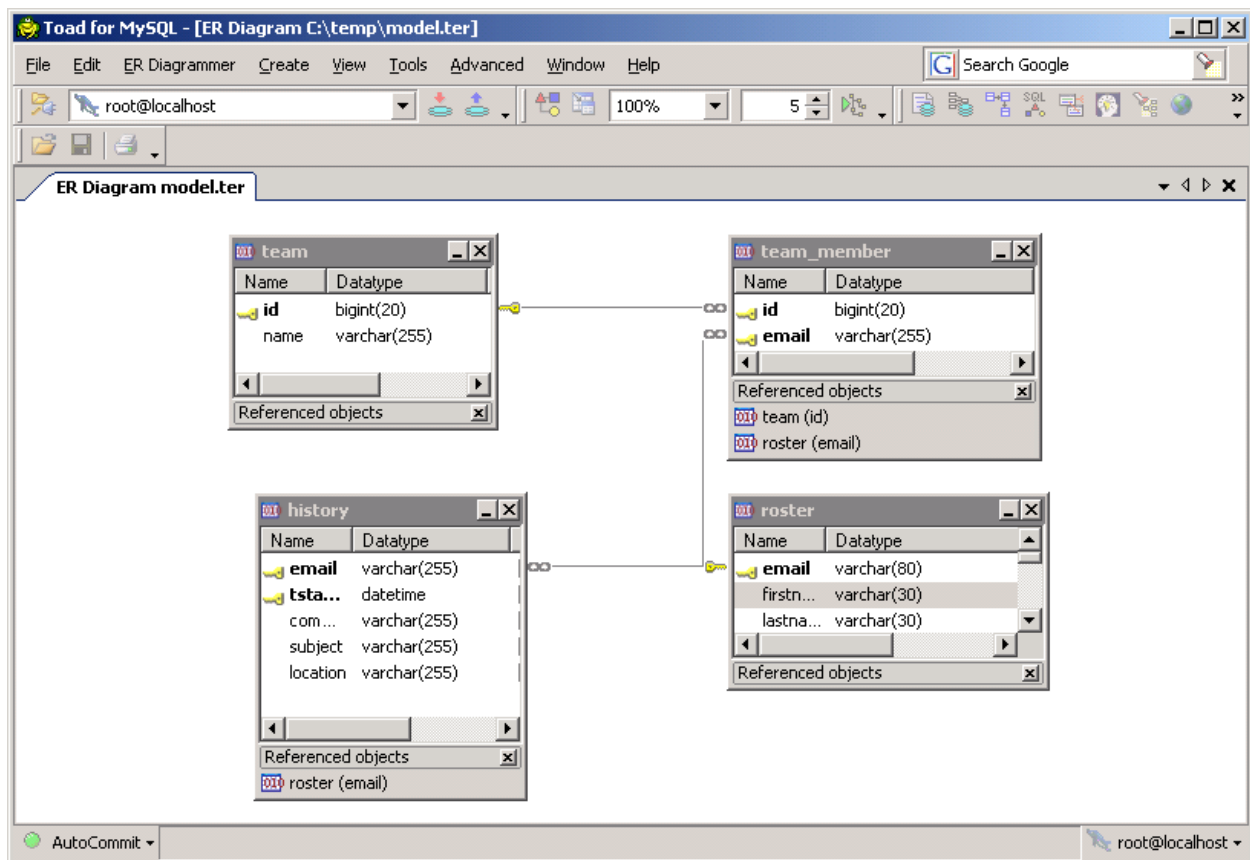 Toad for MySQL - [ER Diagram C:\temp\model.ter]
File Edit ER Diagrammer Create View Tools Advanced Window Help Search Google
root@localhost 100% 5
ER Diagram model.ter
team
Name Datatype
id bigint(20)
name varchar(255)
Referenced objects
team_member
Name Datatype
id bigint(20)
email varchar(255)
Referenced objects
team (id)
roster (email)
history
Name Datatype
email varchar(255)
tsta... datetime
com... varchar(255)
subject varchar(255)
location varchar(255)
Referenced objects
roster (email)
roster
Name Datatype
email varchar(80)
firstn... varchar(30)
lastna... varchar(30)
Referenced objects
AutoCommit root@localhost